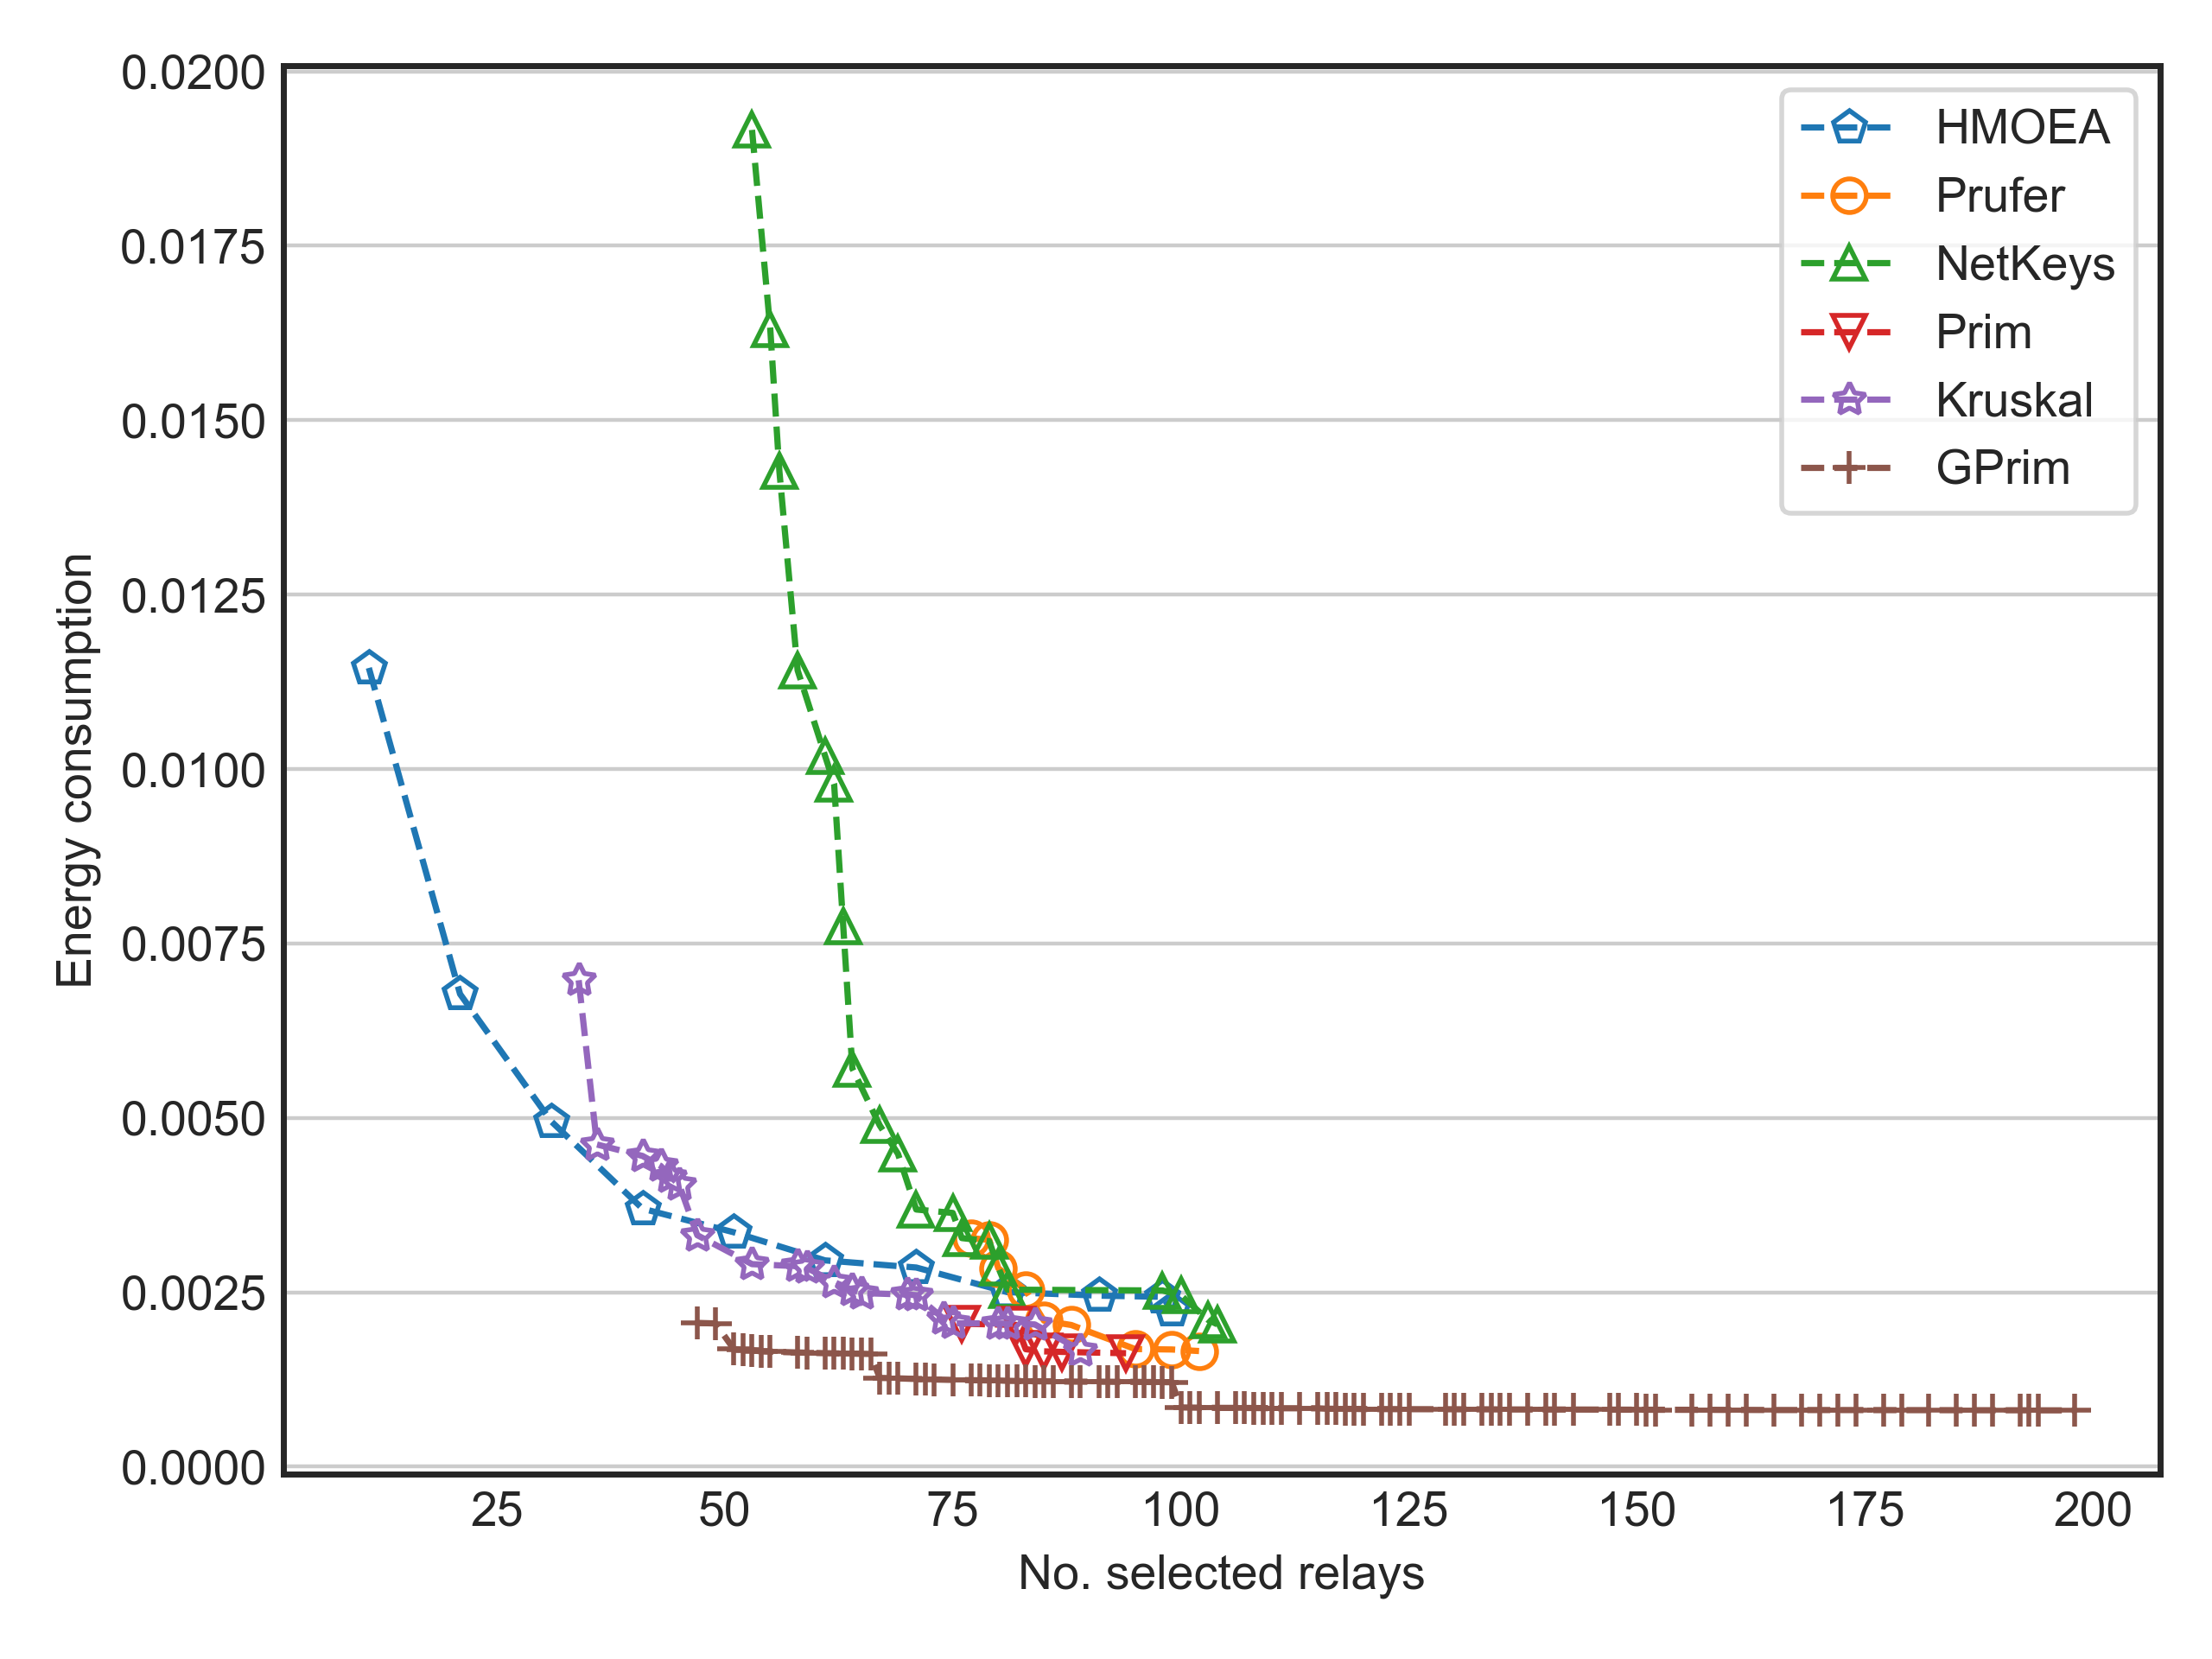 0.0200
0.0175
0.0150
0.0125
0.0100
0.0075
0.0050
0.0025
0.0000
Energy consumption
25 50 75 100 125 150 175 200
No. selected relays
HMOEA
Prufer
NetKeys
Prim
Kruskal
GPrim